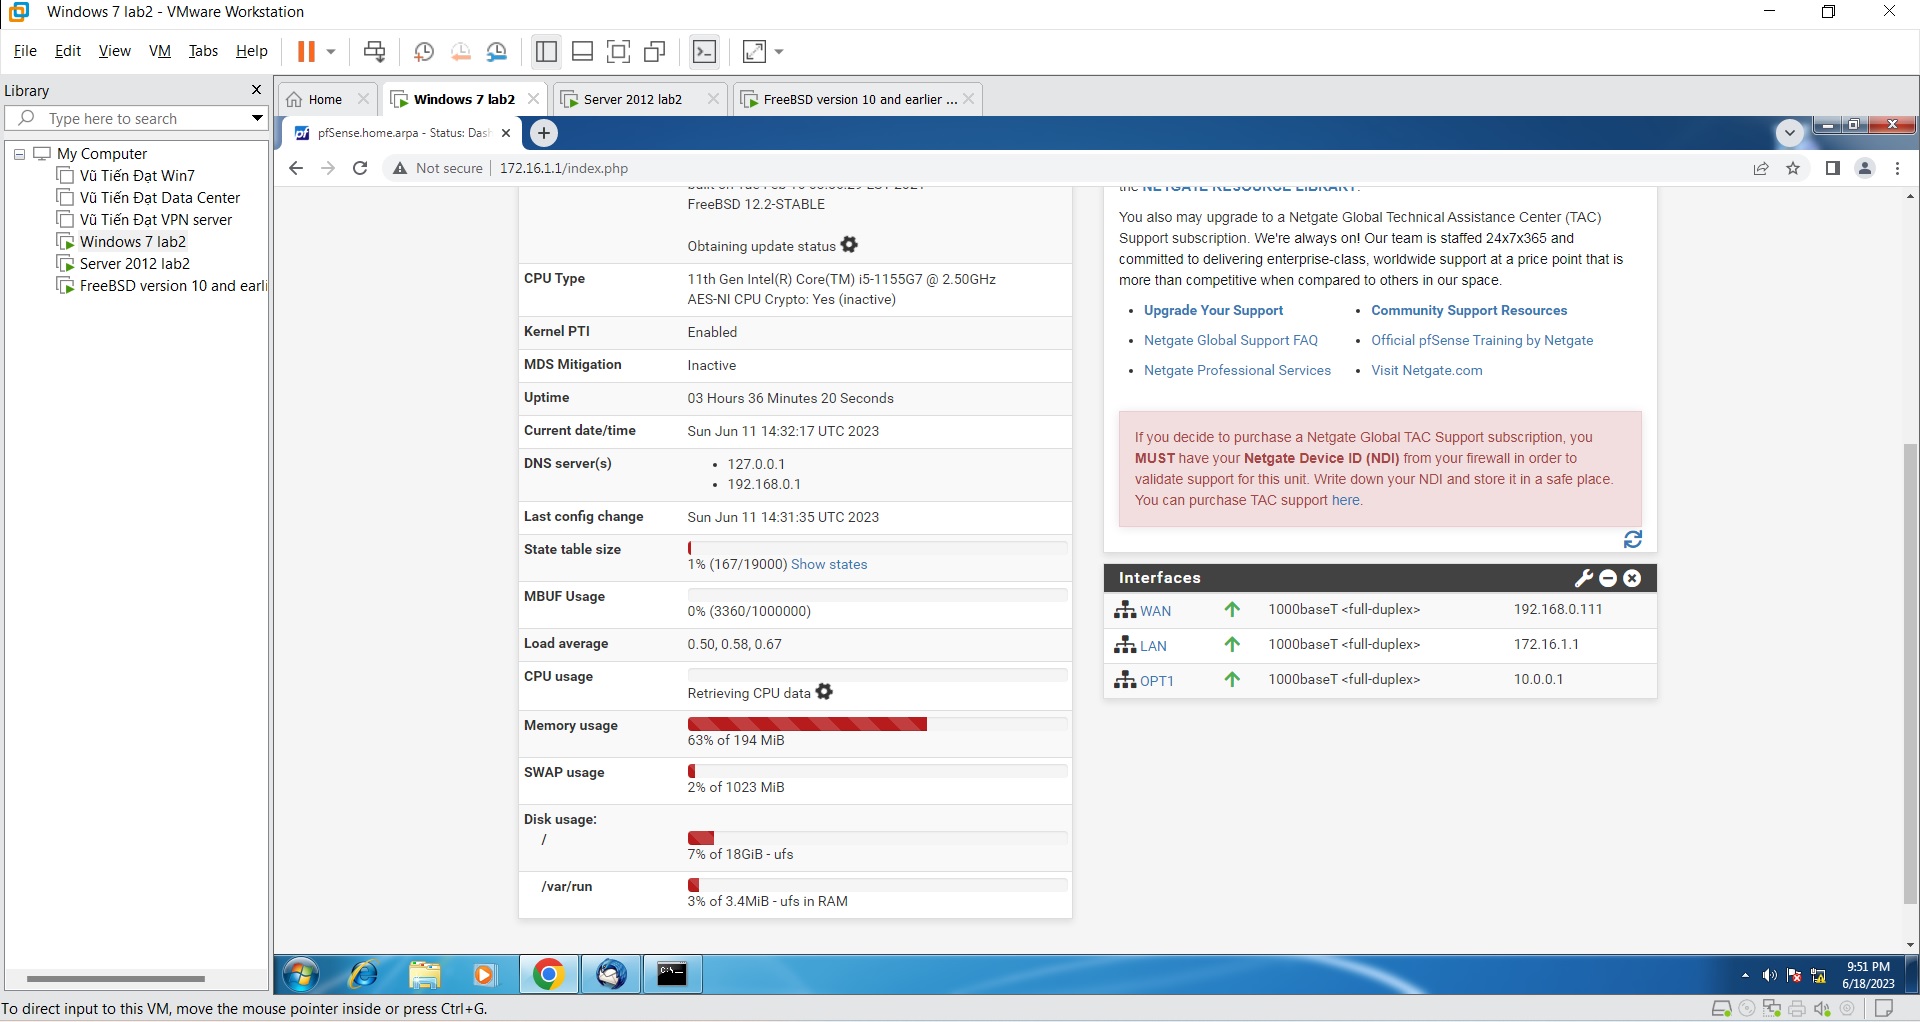 Windows 7 lab2 - VMware Workstation
File Edit View VM Tabs Help
Library
Type here to search
My Computer
Vũ Tiến Đạt Win7
Vũ Tiến Đạt Data Center
Vũ Tiến Đạt VPN server
Windows 7 lab2
Server 2012 lab2
FreeBSD version 10 and earli
Home
Windows 7 lab2
Server 2012 lab2
FreeBSD version 10 and earlier ...
pfSense.home.arpa - Status: Das
Not secure
172.16.1.1/index.php
FreeBSD 12.2-STABLE
Obtaining update status
CPU Type
11th Gen Intel(R) Core(TM) i5-1155G7 @ 2.50GHz
AES-NI CPU Crypto: Yes (inactive)
Kernel PTI
Enabled
MDS Mitigation
Inactive
Uptime
03 Hours 36 Minutes 20 Seconds
Current date/time
Sun Jun 11 14:32:17 UTC 2023
DNS server(s)
127.0.0.1
192.168.0.1
Last config change
Sun Jun 11 14:31:35 UTC 2023
State table size
1% (167/19000) Show states
MBUF Usage
0% (3360/1000000)
Load average
0.50, 0.58, 0.67
CPU usage
Retrieving CPU data
Memory usage
63% of 194 MiB
SWAP usage
2% of 1023 MiB
Disk usage:
/
7% of 18GiB - ufs
/var/run
3% of 3.4MiB - ufs in RAM
the NETGATE RESOURCE LIBRARY.
You also may upgrade to a Netgate Global Technical Assistance Center (TAC)
Support subscription. We're always on! Our team is staffed 24x7x365 and
committed to delivering enterprise-class, worldwide support at a price point that is
more than competitive when compared to others in our space.
Upgrade Your Support
Community Support Resources
Netgate Global Support FAQ
Official pfSense Training by Netgate
Netgate Professional Services
Visit Netgate.com
If you decide to purchase a Netgate Global TAC Support subscription, you
MUST have your Netgate Device ID (NDI) from your firewall in order to
validate support for this unit. Write down your NDI and store it in a safe place.
You can purchase TAC support here.
Interfaces
WAN 1000baseT <full-duplex> 192.168.0.111
LAN 1000baseT <full-duplex> 172.16.1.1
OPT1 1000baseT <full-duplex> 10.0.0.1
9:51 PM
6/18/2023
To direct input to this VM, move the mouse pointer inside or press Ctrl+G.